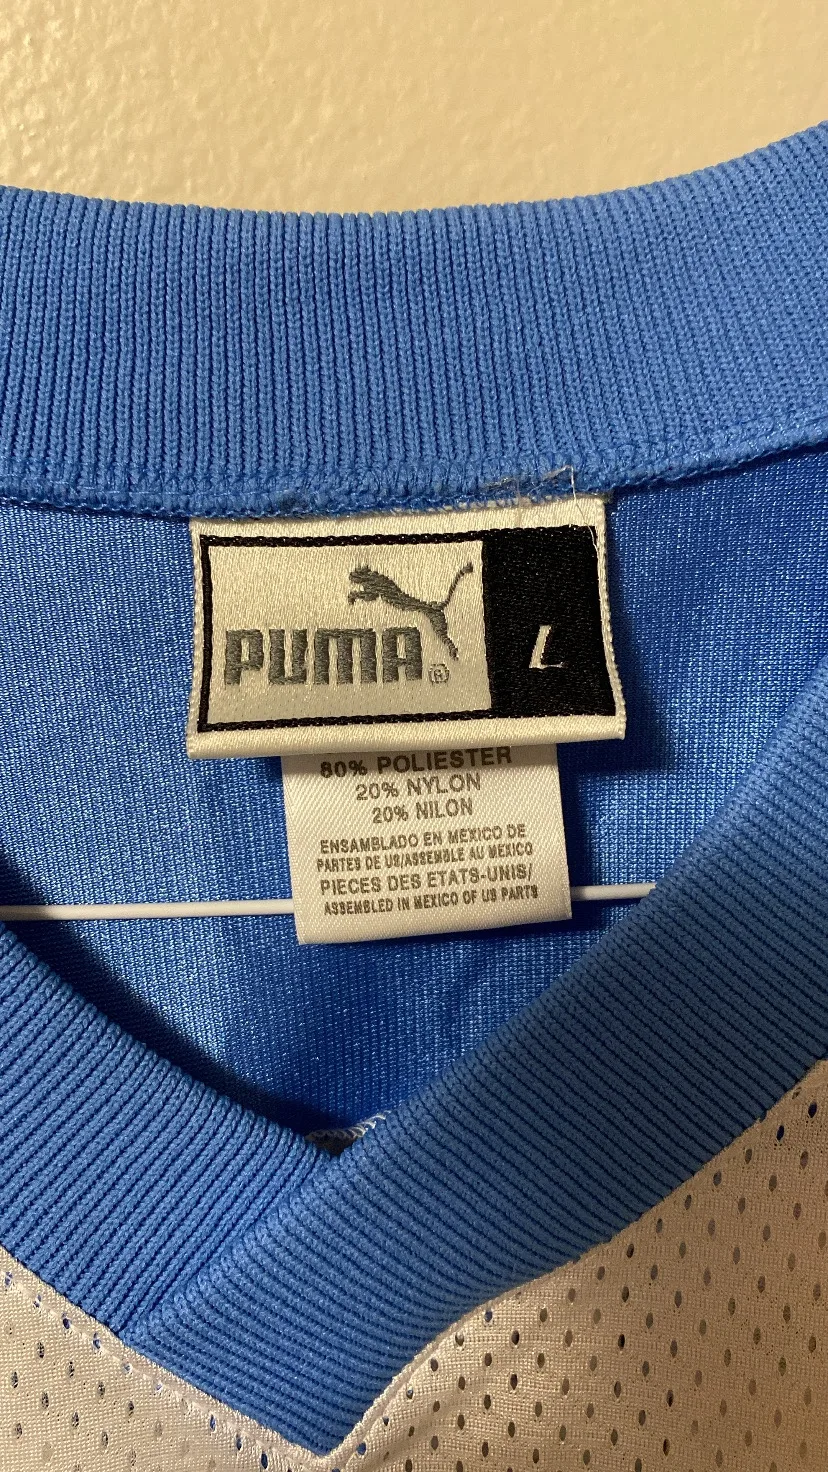 PUMA®
L
80% POLIESTER
20% NYLON
20% NILON
ENSAMBLADO EN MEXICO DE
PARTES DE US/ASSEMBLE AU MEXICO
PIECES DES ETATS-UNIS/
ASSEMBLED IN MEXICO OF US PARTS